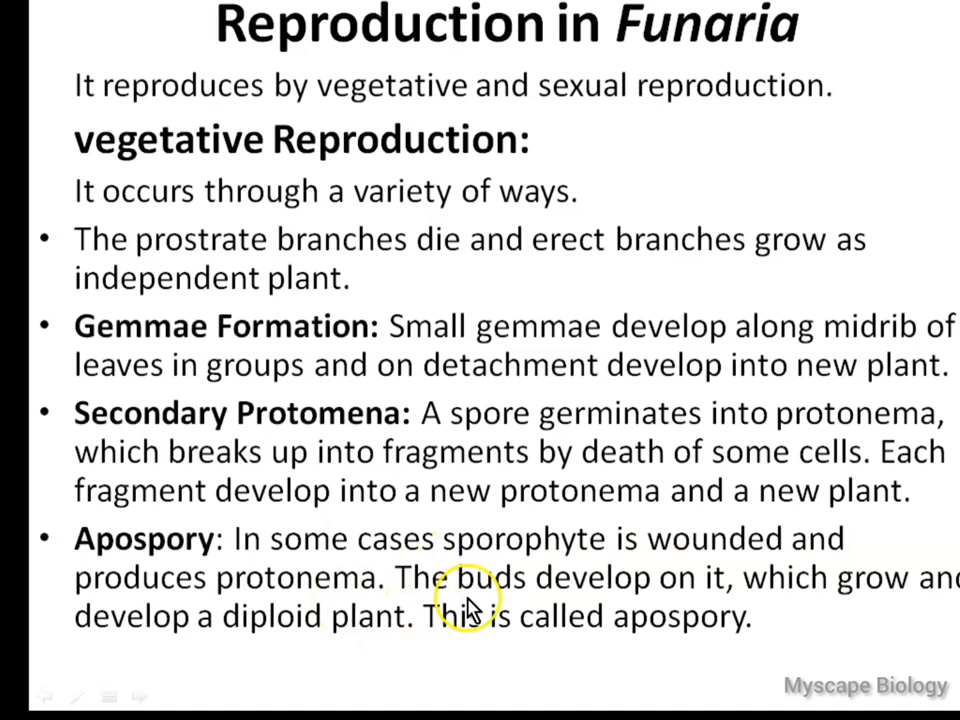 Reproduction in Funaria
It reproduces by vegetative and sexual reproduction.
vegetative Reproduction:
It occurs through a variety of ways.
• The prostrate branches die and erect branches grow as
independent plant.
• Gemmae Formation: Small gemmae develop along midrib of
leaves in groups and on detachment develop into new plant.
• Secondary Protomena: A spore germinates into protonema,
which breaks up into fragments by death of some cells. Each
fragment develop into a new protonema and a new plant.
• Apospory: In some cases sporophyte is wounded and
produces protonema. The buds develop on it, which grow and
develop a diploid plant. This is called apospory.
Myscape Biology